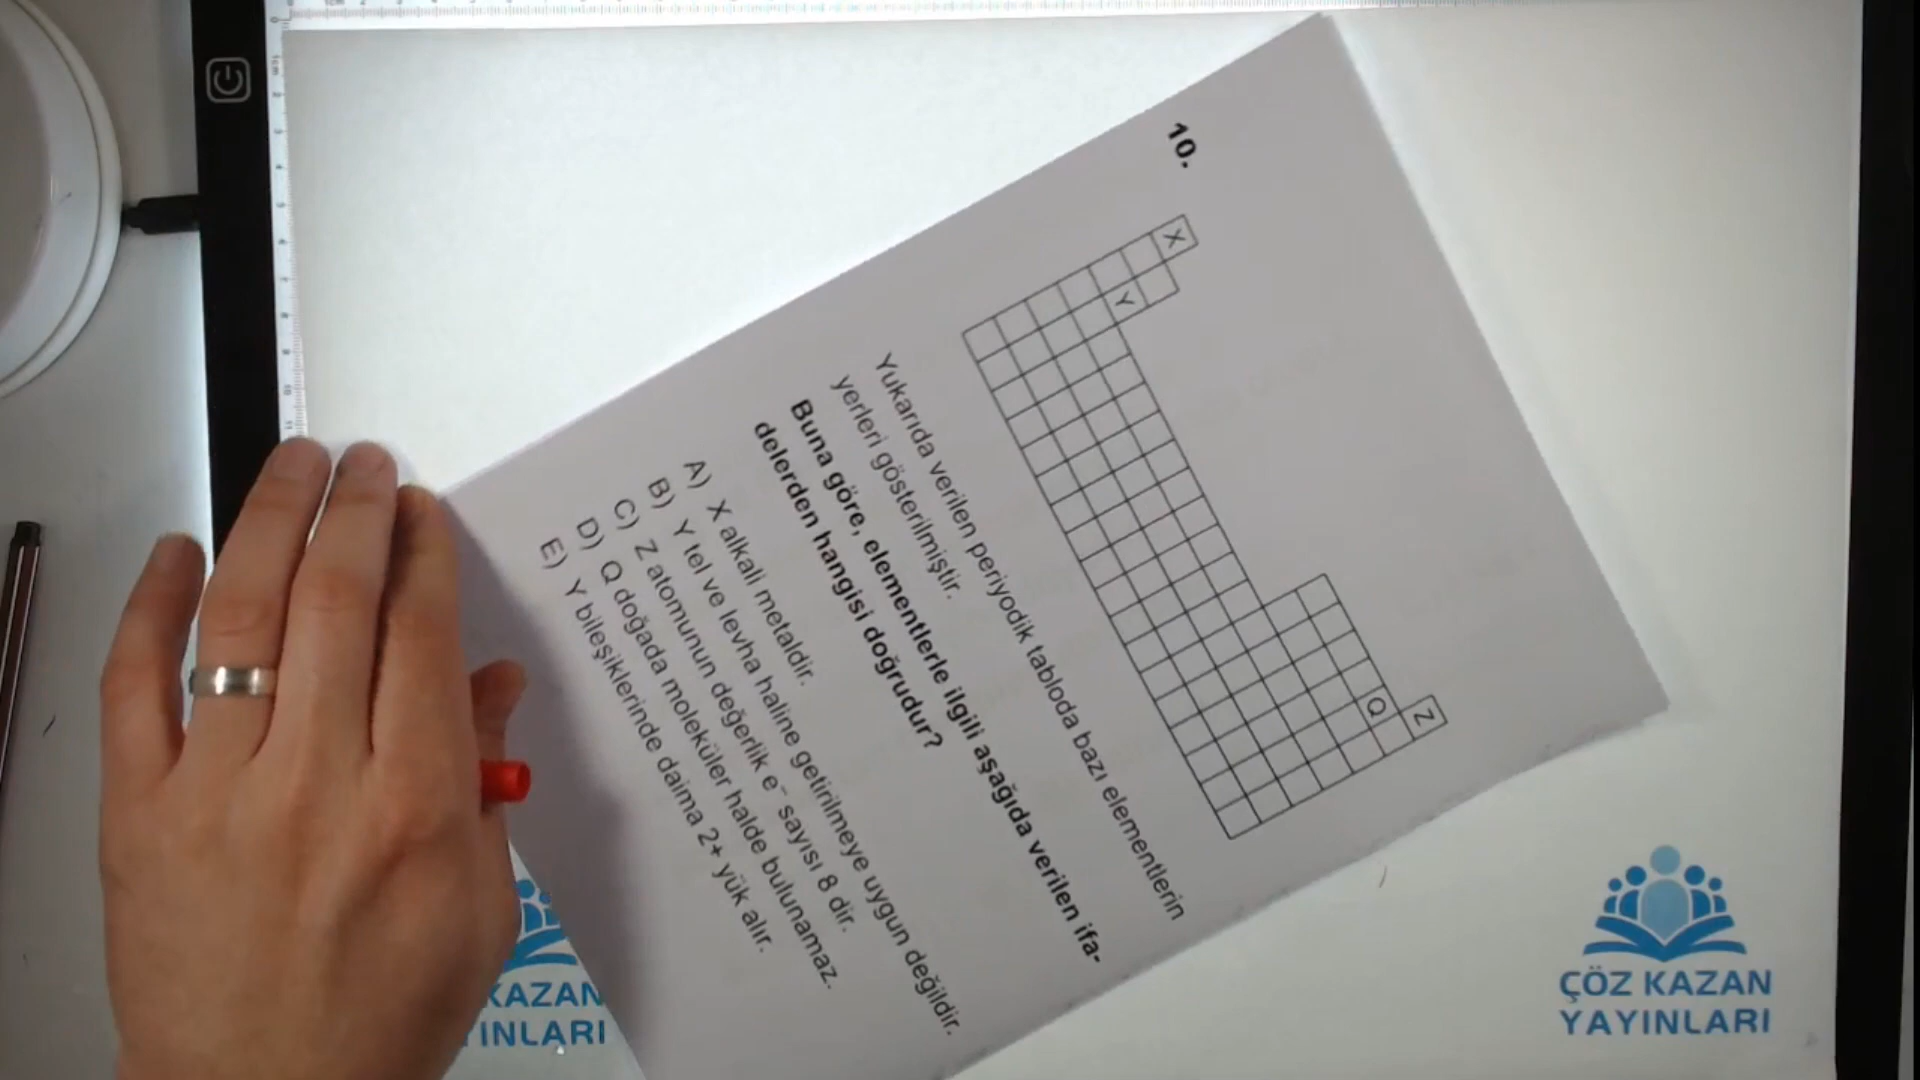 10.
X
Y
Z
Q
Yukarıda verilen periyodik tabloda bazı elementlerin
yerleri gösterilmiştir.
Buna göre, elementlerle ilgili aşağıda verilen ifa-
delerden hangisi doğrudur?
A) X alkali metaldir.
B) Y tel ve levha haline getirilmeye uygun değildir.
C) Z atomunun değerlik e⁻ sayısı 8 dir.
D) Q doğada moleküler halde bulunamaz.
E) Y bileşiklerinde daima 2+ yük alır.
KAZAN
YINLARI
ÇÖZ KAZAN
YAYINLARI